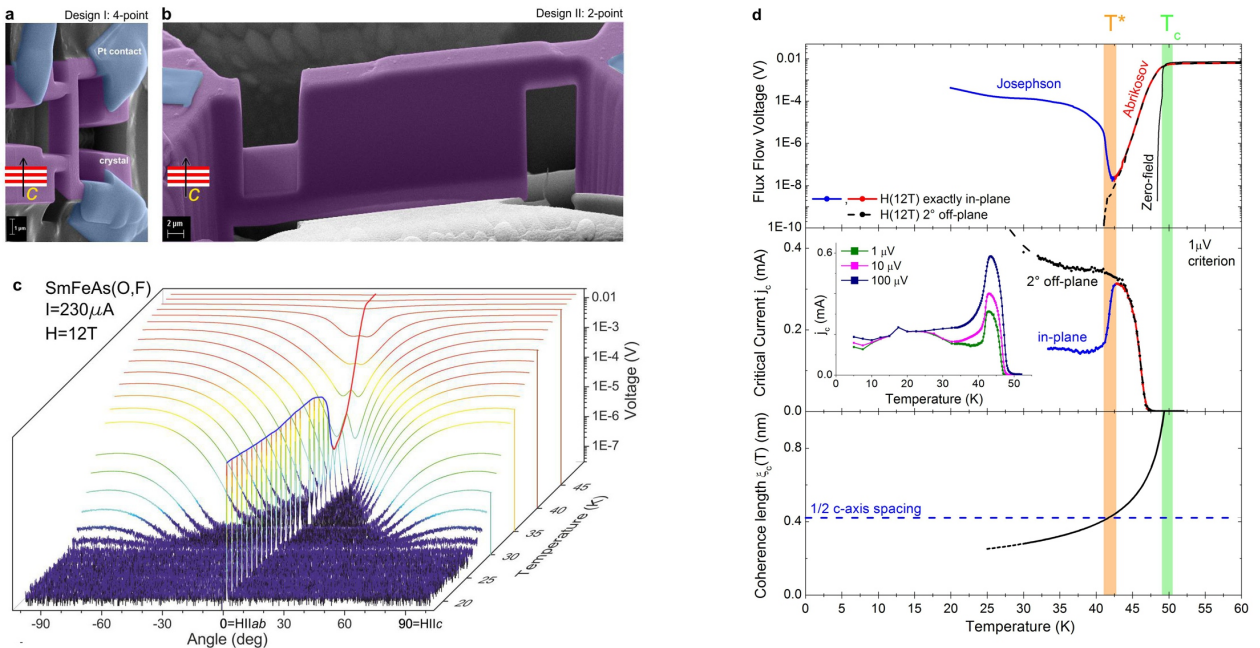 a
Design I: 4-point
Pt contact
crystal
C
1 μm
b
Design II: 2-point
C
2 μm
c
SmFeAs(O,F)
I=230μA
H=12T
0.01
1E-3
1E-4
1E-5
1E-6
1E-7
Voltage (V)
45
40
35
30
25
20
Temperature (K)
-90
-60
-30
0=HIIab
30
60
90=HIIc
Angle (deg)
d
T*
Tc
0.01
1E-4
1E-6
1E-8
1E-10
Flux Flow Voltage (V)
Josephson
Abrikosov
Zero-field
, H(12T) exactly in-plane
H(12T) 2° off-plane
0.4
0.2
0.0
Critical Current jc (mA)
1μV
criterion
2° off-plane
in-plane
0.6
0.0
jc (mA)
1 μV
10 μV
100 μV
0 10 20 30 40 50
Temperature (K)
0.8
0.4
0.0
Coherence length ξc(T) (nm)
1/2 c-axis spacing
0 5 10 15 20 25 30 35 40 45 50 55 60
Temperature (K)